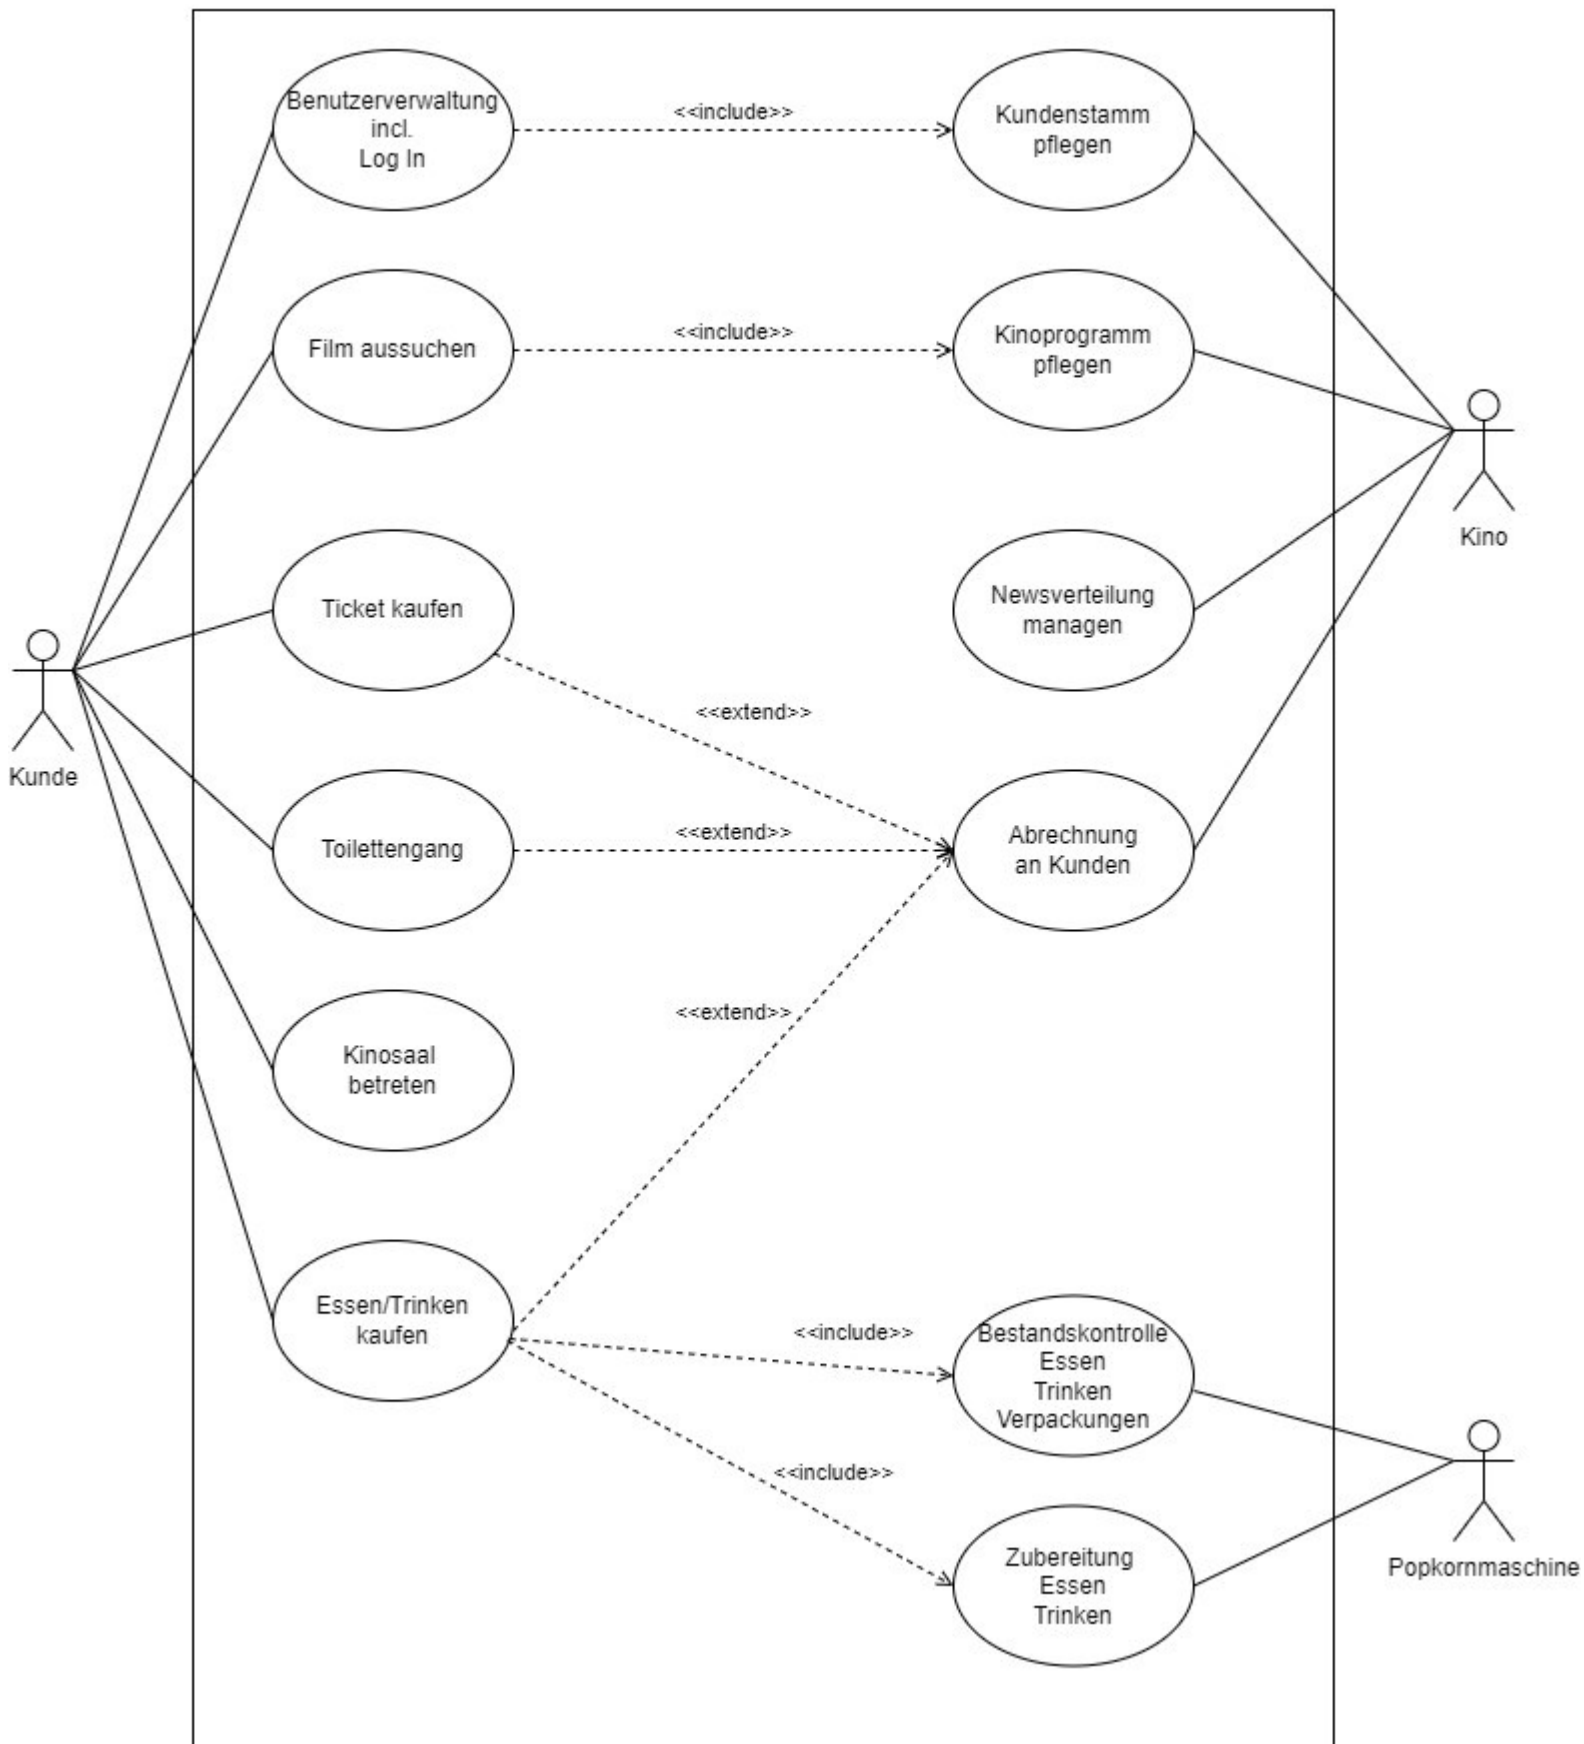 Benutzerverwaltung
incl.
Log In
<<include>>
Kundenstamm
pflegen
Film aussuchen
<<include>>
Kinoprogramm
pflegen
Kino
Ticket kaufen
Newsverteilung
managen
<<extend>>
Kunde
Toilettengang
<<extend>>
Abrechnung
an Kunden
<<extend>>
Kinosaal
betreten
Essen/Trinken
kaufen
<<include>>
Bestandskontrolle
Essen
Trinken
Verpackungen
<<include>>
Zubereitung
Essen
Trinken
Popkornmaschine